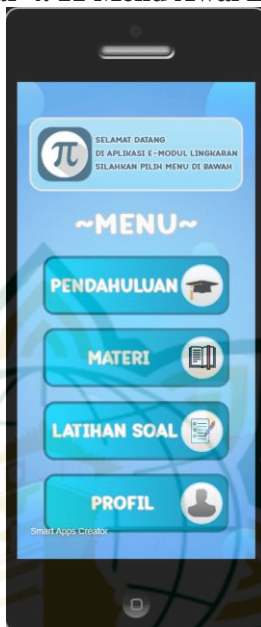 π
SELAMAT DATANG
DI APLIKASI E-MODUL LINGKARAN
SILAHKAN PILIH MENU DI BAWAH
~MENU~
PENDAHULUAN
MATERI
LATIHAN SOAL
PROFIL
Smart Apps Creator